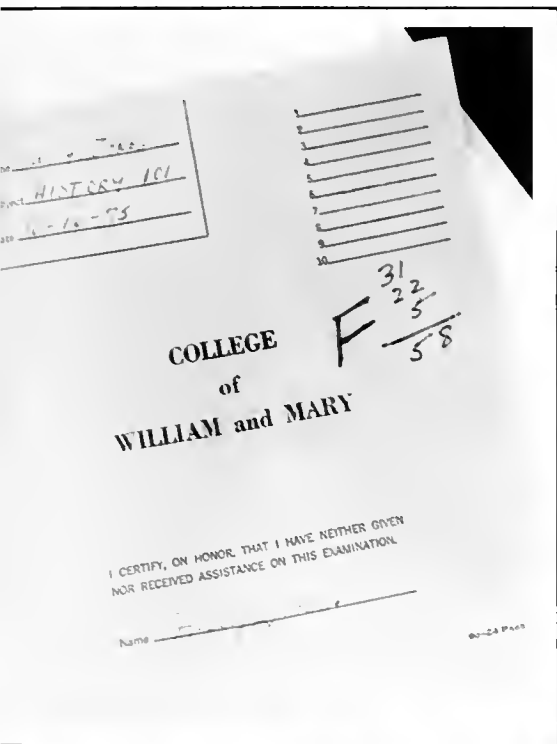 HISTORY 101
1
2
3
4
5
6
7
8
9
10
31
22
5
58
F
COLLEGE
of
WILLIAM and MARY
I CERTIFY, ON HONOR, THAT I HAVE NEITHER GIVEN
NOR RECEIVED ASSISTANCE ON THIS EXAMINATION.
Name